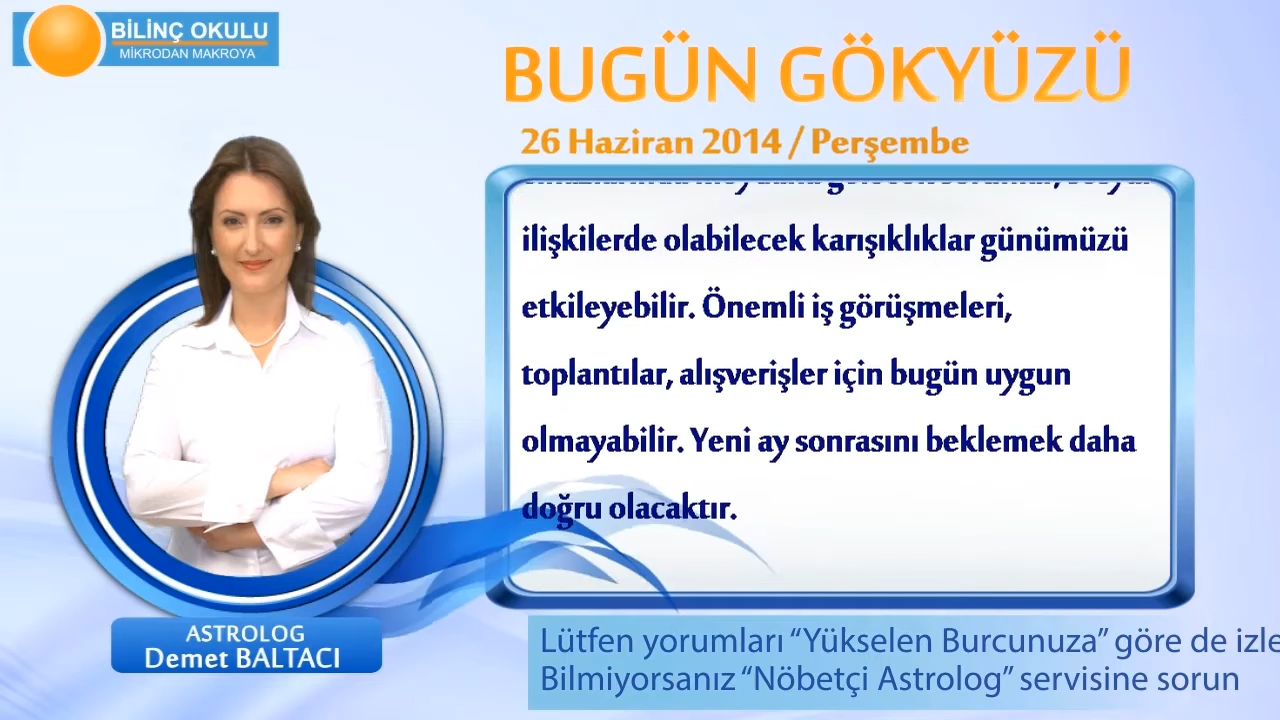 BİLİNÇ OKULU
MİKRODAN MAKROYA
BUGÜN GÖKYÜZÜ
26 Haziran 2014 / Perşembe
ilişkilerde olabilecek karışıklıklar günümüzü
etkileyebilir. Önemli iş görüşmeleri,
toplantılar, alışverişler için bugün uygun
olmayabilir. Yeni ay sonrasını beklemek daha
doğru olacaktır.
ASTROLOG
Demet BALTACI
Lütfen yorumları “Yükselen Burcunuza” göre de izle
Bilmiyorsanız “Nöbetçi Astrolog” servisine sorun